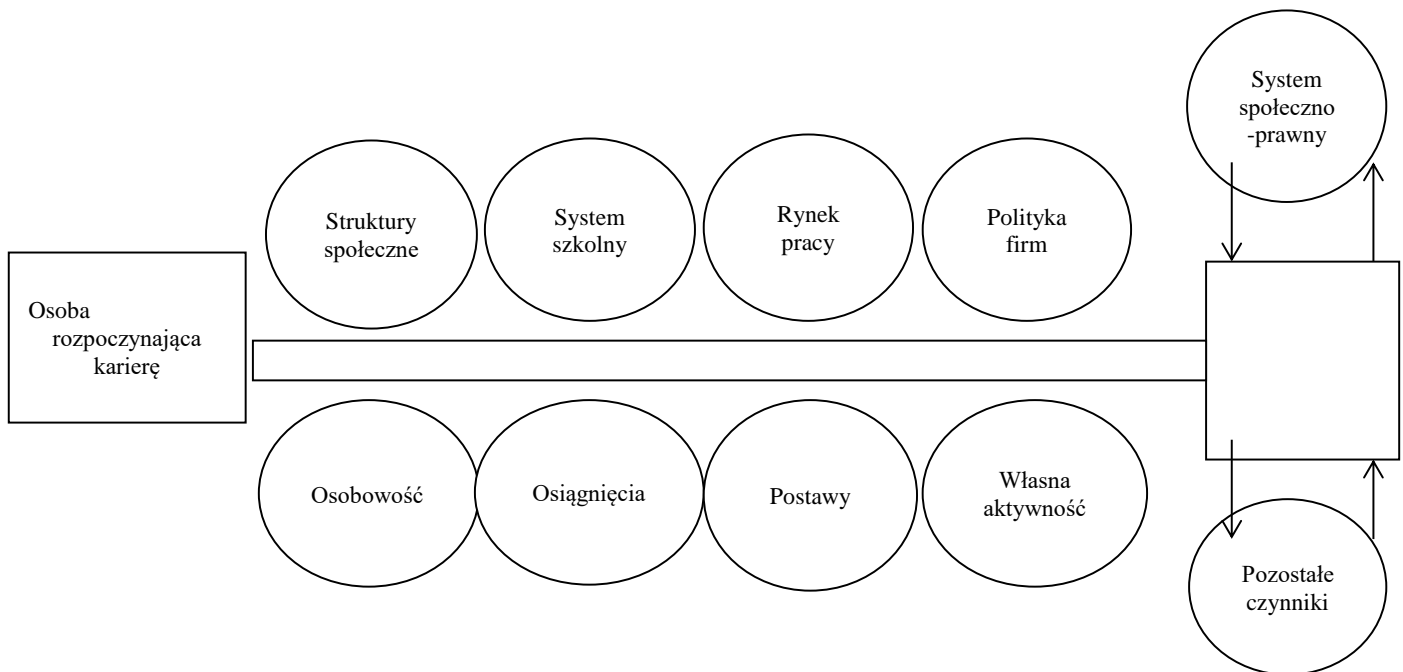 System
społeczno
-prawny
Struktury
społeczne
System
szkolny
Rynek
pracy
Polityka
firm
Osoba
rozpoczynająca
karierę
Osobowość
Osiągnięcia
Postawy
Własna
aktywność
Pozostałe
czynniki